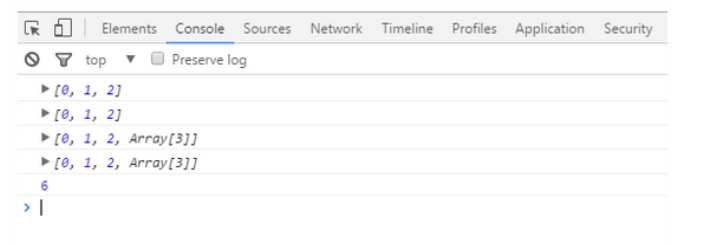 Elements Console Sources Network Timeline Profiles Application Security
top ▼ Preserve log
▶ [0, 1, 2]
▶ [0, 1, 2]
▶ [0, 1, 2, Array[3]]
▶ [0, 1, 2, Array[3]]
6
>